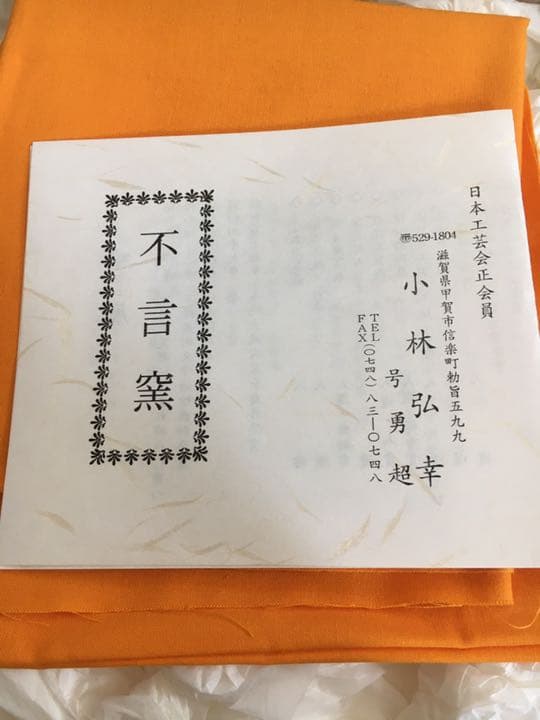 日本工芸会正会員
〠529-1804
滋賀県甲賀市信楽町勅旨五九九
小林弘幸
号勇超
TEL
FAX(〇七四八)八三―〇七四八
不言窯